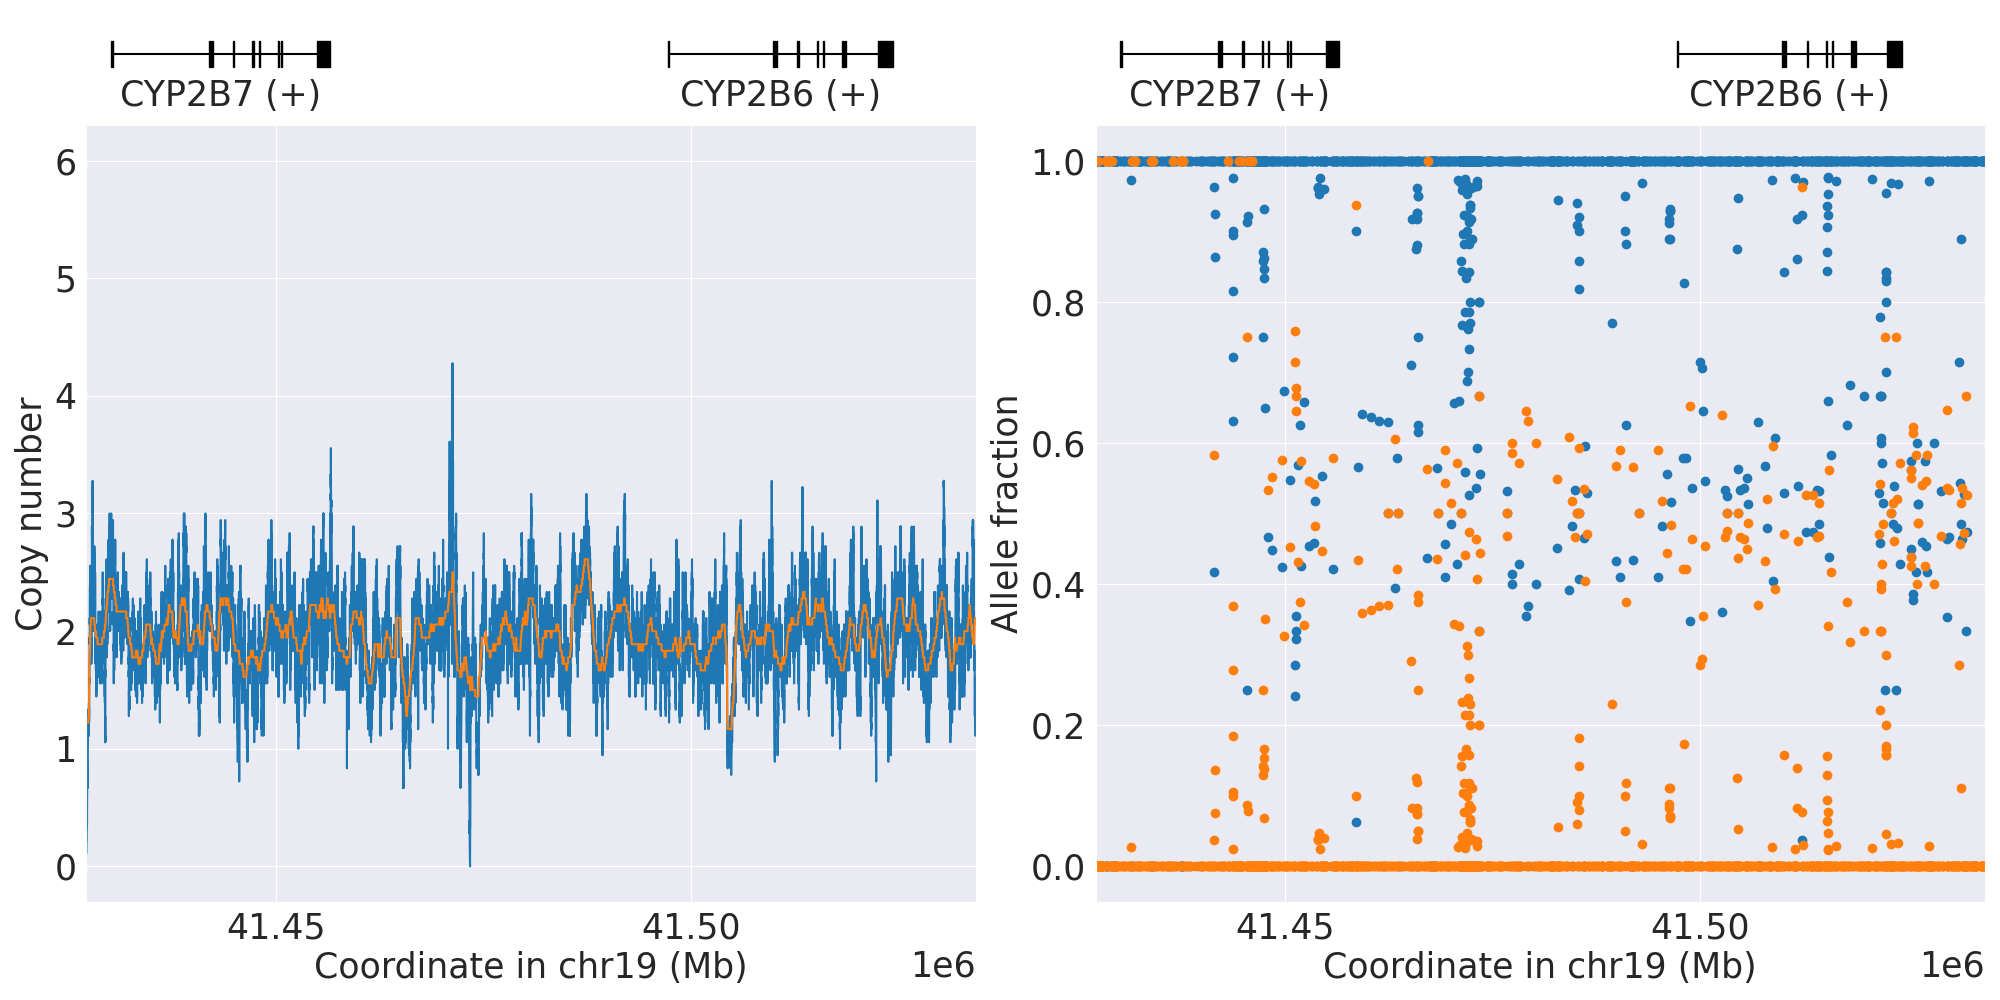 CYP2B7 (+)
CYP2B6 (+)
6
5
4
3
2
1
0
Copy number
41.45
41.50
Coordinate in chr19 (Mb)
1e6
CYP2B7 (+)
CYP2B6 (+)
1.0
0.8
0.6
0.4
0.2
0.0
Allele fraction
41.45
41.50
Coordinate in chr19 (Mb)
1e6